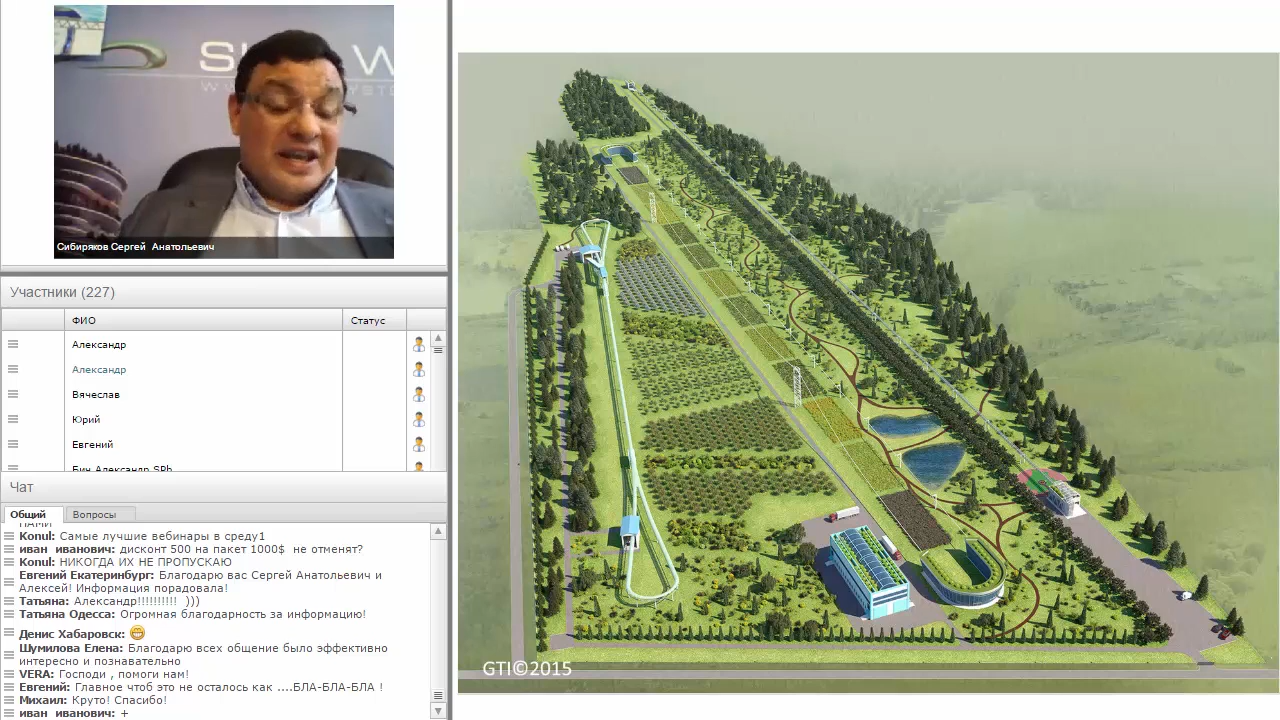 Сибиряков Сергей Анатольевич
Участники (227)
ФИО
Статус
Александр
Александр
Вячеслав
Юрий
Евгений
Бич Александр SPb
Чат
Общий
Вопросы
Konul: Самые лучшие вебинары в среду1
иван иванович: дисконт 500 на пакет 1000$ не отменят?
Konul: НИКОГДА ИХ НЕ ПРОПУСКАЮ
Евгений Екатеринбург: Благодарю вас Сергей Анатольевич и
Алексей! Информация порадовала!
Татьяна: Александр!!!!!!!!!! )))
Татьяна Одесса: Огромная благодарность за информацию!
Денис Хабаровск:
Шумилова Елена: Благодарю всех общение было эффективно
интересно и познавательно
VERA: Господи , помоги нам!
Евгений: Главное чтоб это не осталось как ....БЛА-БЛА-БЛА !
Михаил: Круто! Спасибо!
иван иванович: +
GTI©2015